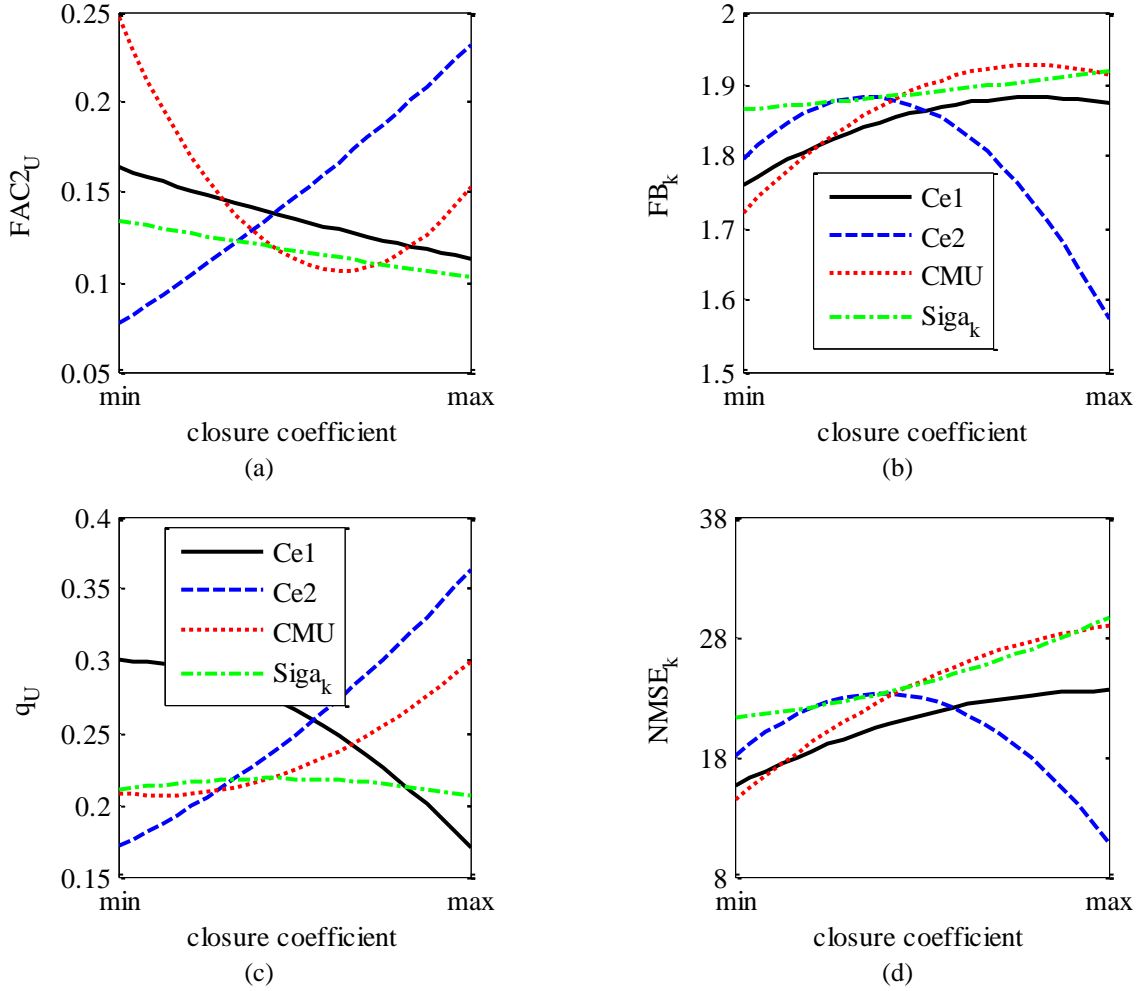 0.25
0.2
0.15
0.1
0.05
FAC2U
min
max
closure coefficient
(a)
2
1.9
1.8
1.7
1.6
1.5
FBk
Ce1
Ce2
CMU
Sigak
min
max
closure coefficient
(b)
0.4
0.35
0.3
0.25
0.2
0.15
qU
Ce1
Ce2
CMU
Sigak
min
max
closure coefficient
(c)
38
28
18
8
NMSEk
min
max
closure coefficient
(d)